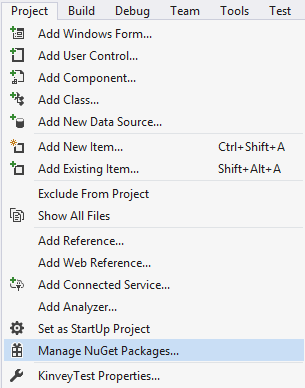 Project Build Debug Team Tools Test
Add Windows Form...
Add User Control...
Add Component...
Add Class...
Add New Data Source...
Add New Item... Ctrl+Shift+A
Add Existing Item... Shift+Alt+A
Exclude From Project
Show All Files
Add Reference...
Add Web Reference...
Add Connected Service...
Add Analyzer...
Set as StartUp Project
Manage NuGet Packages...
KinveyTest Properties...